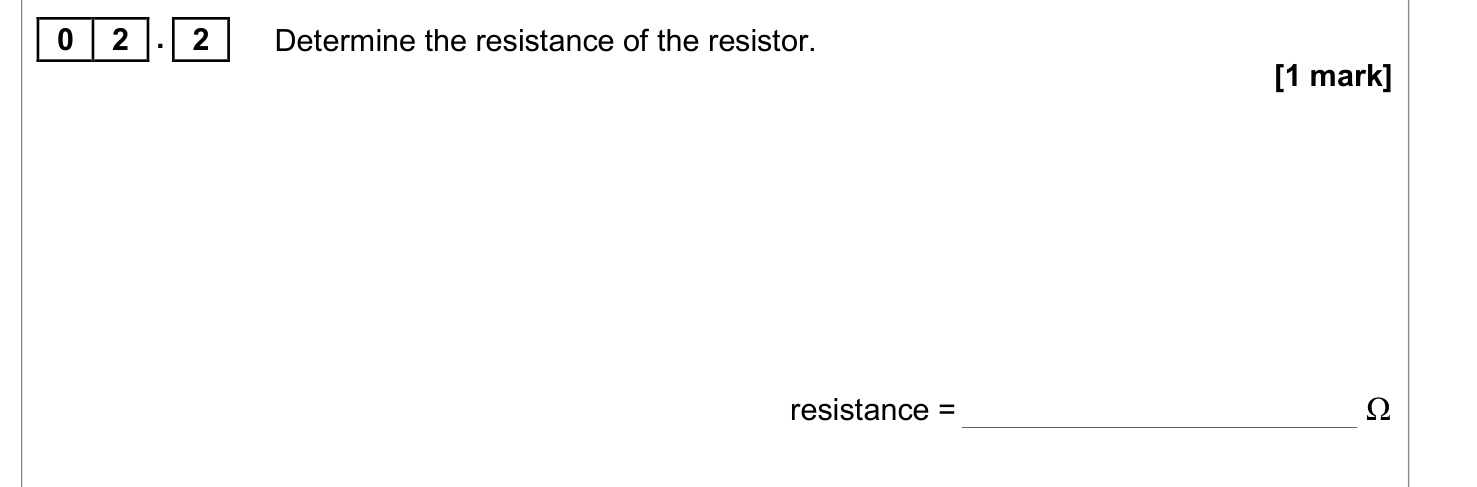 0 2 . 2 Determine the resistance of the resistor.
[1 mark]
resistance = Ω